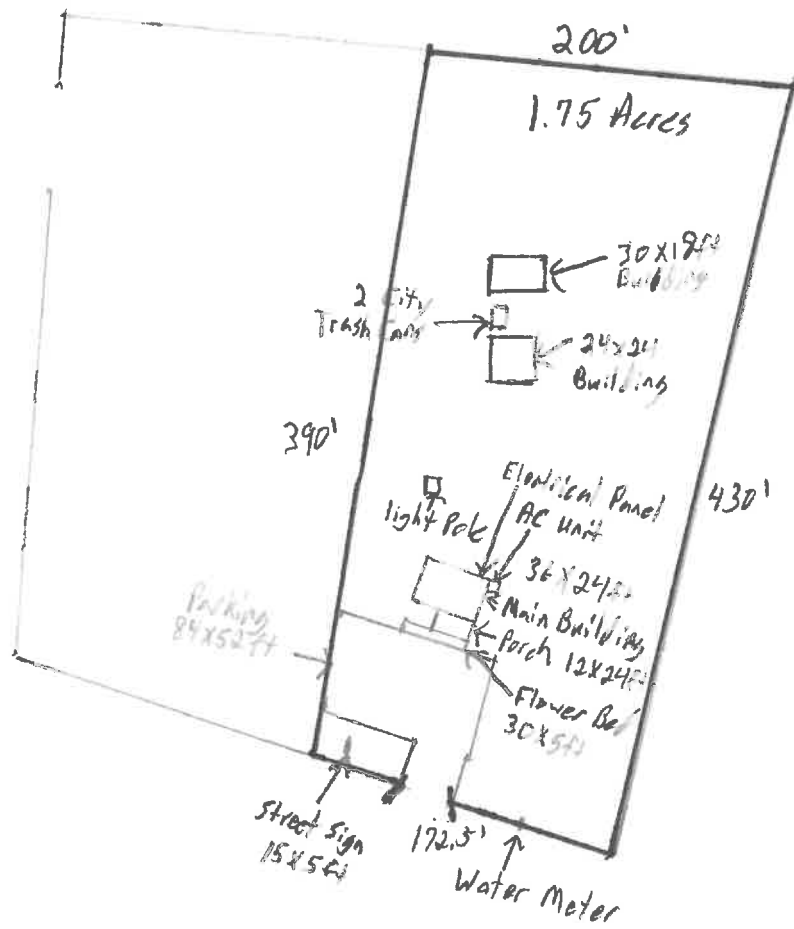 200'
1.75 Acres
30X18ft
Building
2 City
Trash Cans
24x24
Building
390'
430'
Electrical Panel
AC Unit
light Pole
36X24ft
Main Building
Porch 12X24ft
Parking
84X52ft
Flower Bed
30X5ft
Street Sign
15X5ft
172.5'
Water Meter